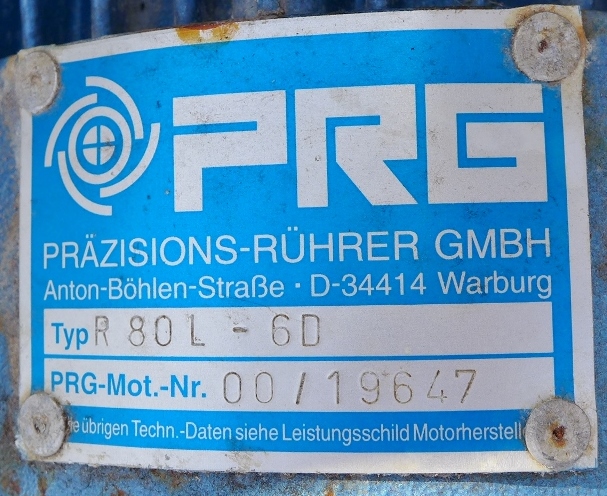 PRG
PRÄZISIONS-RÜHRER GMBH
Anton-Böhlen-Straße · D-34414 Warburg
Typ R 80L - 6D
PRG-Mot.-Nr. 00/19647
übrigen Techn.-Daten siehe Leistungsschild